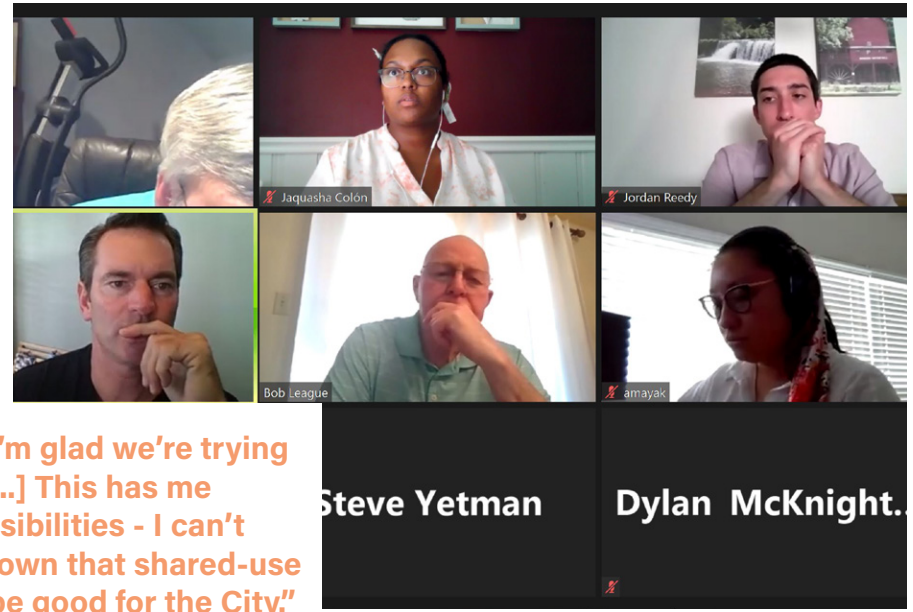 Jaquasha Colón
Jordan Reedy
Bob League
amayak
I'm glad we're trying
..] This has me
sibilities - I can't
own that shared-use
be good for the City."
Steve Yetman
Dylan McKnight..